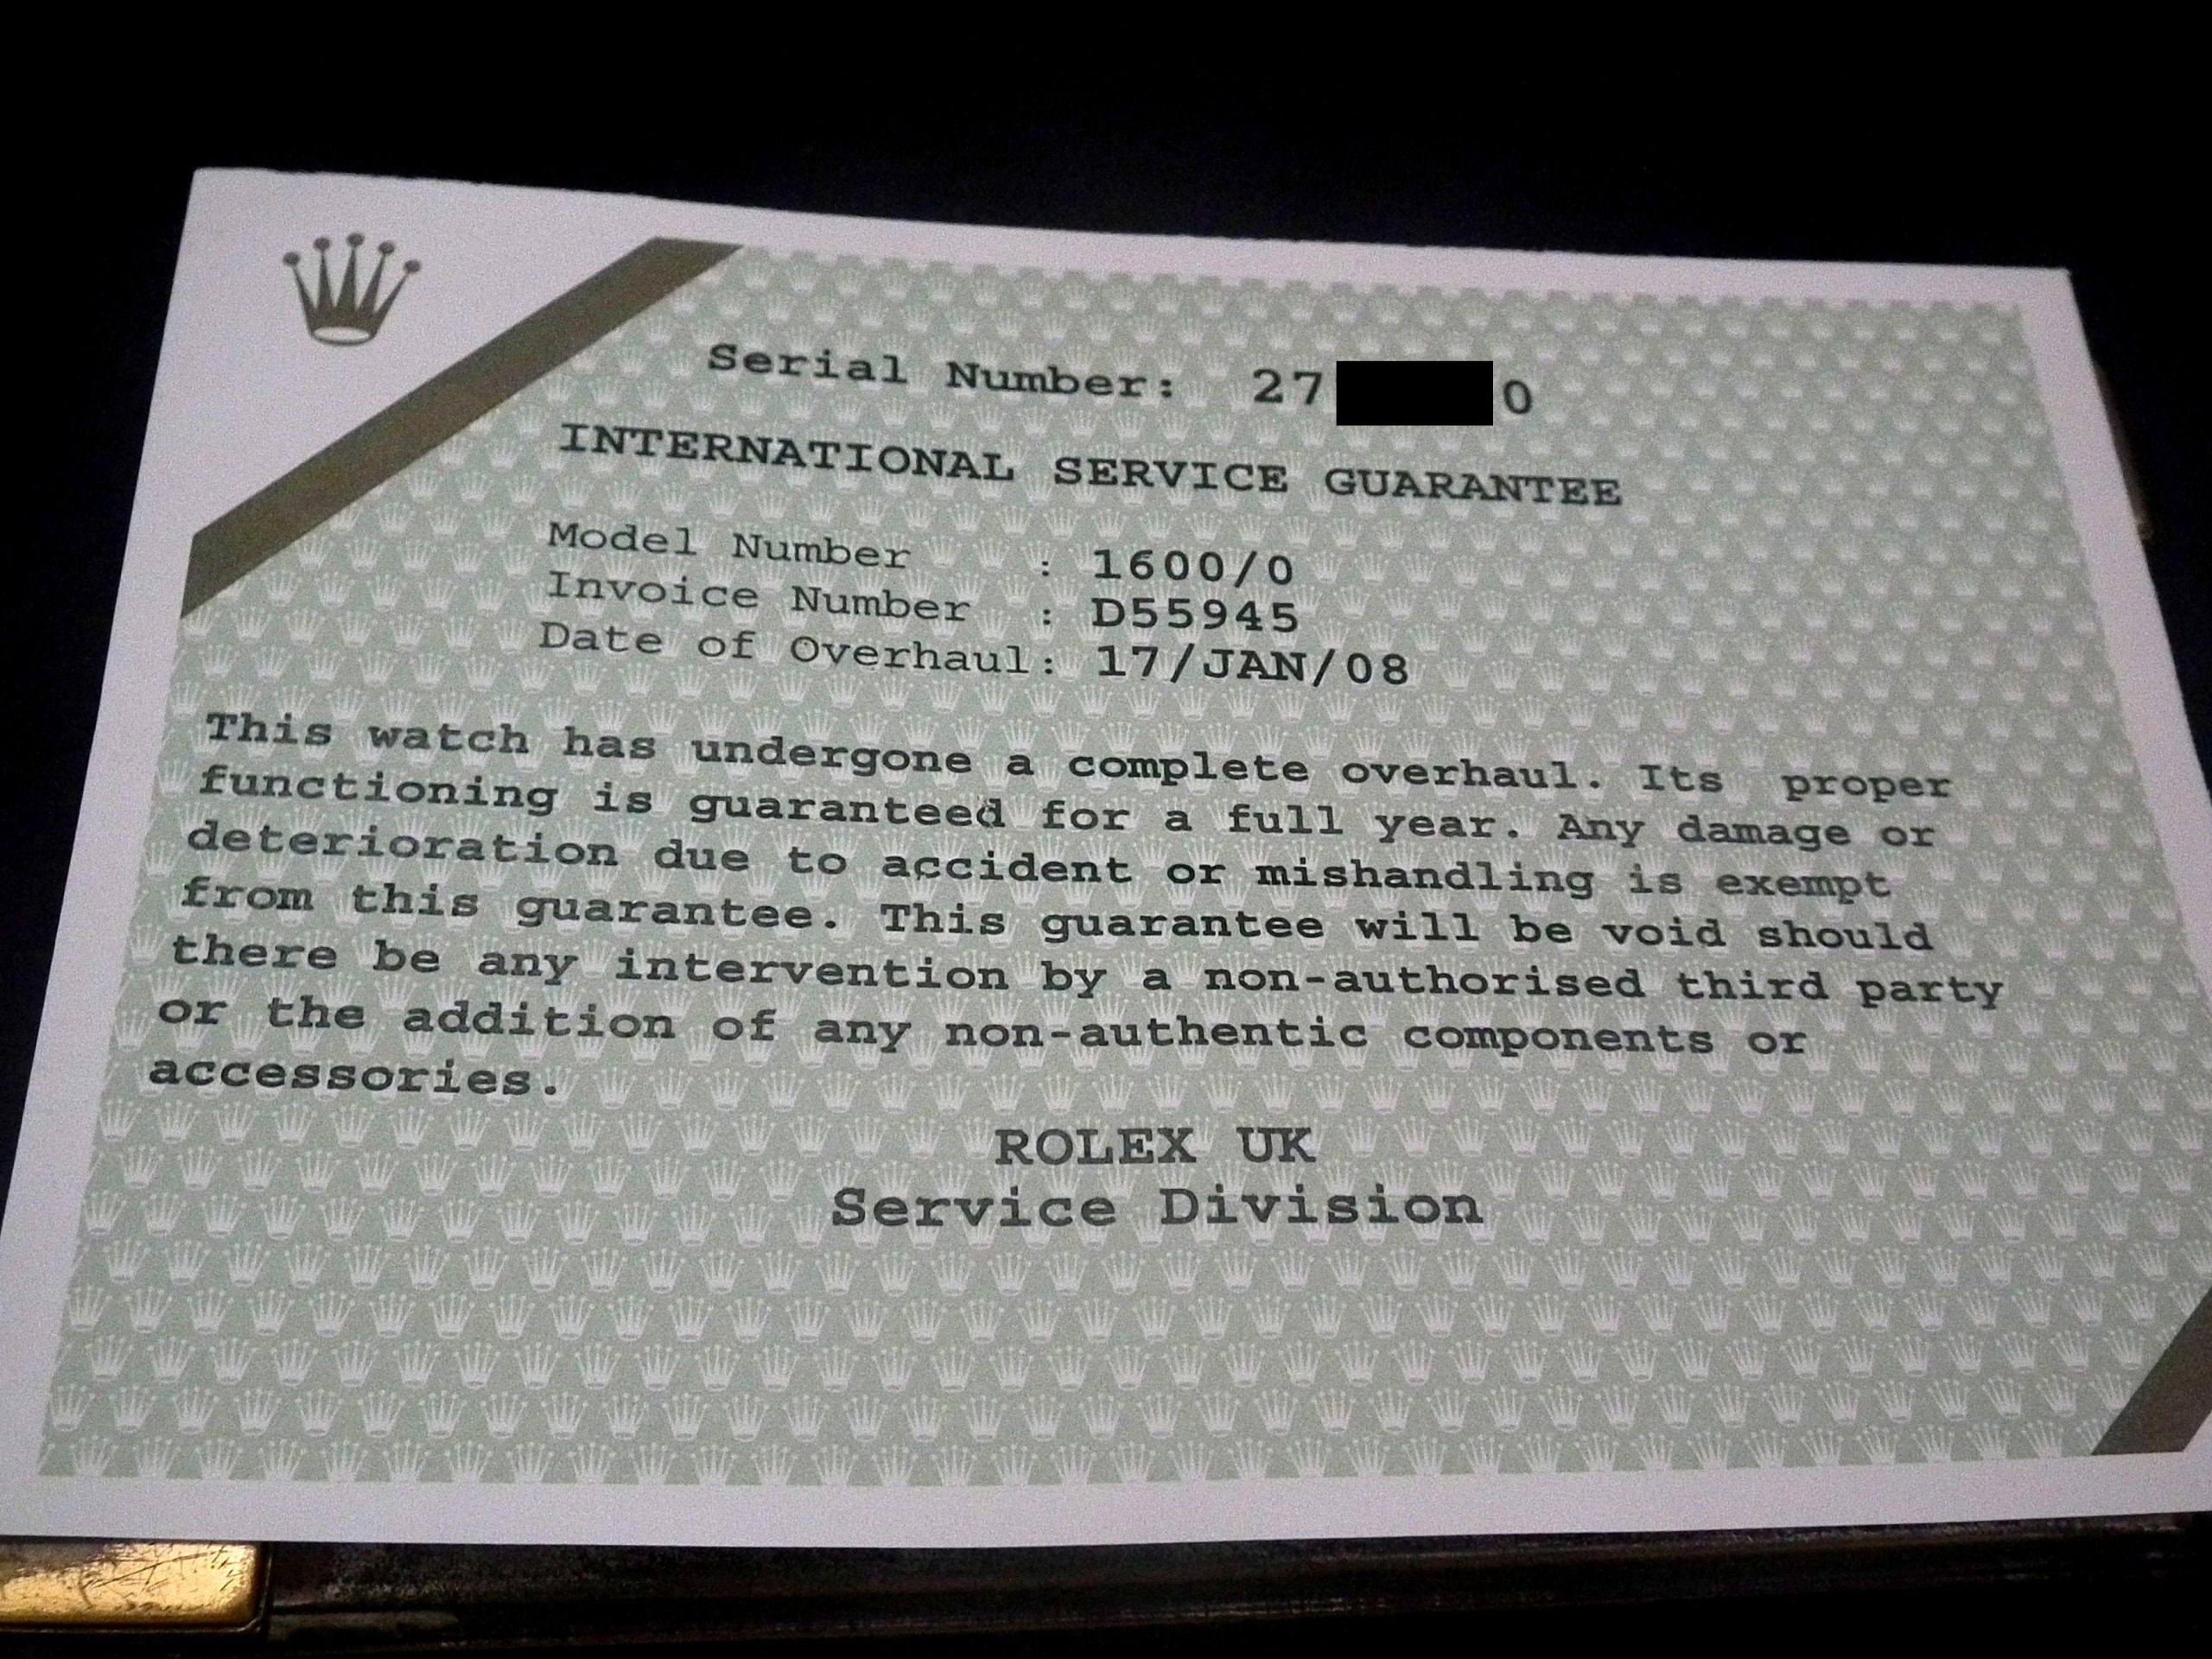 Serial Number: 27 0
INTERNATIONAL SERVICE GUARANTEE
Model Number : 1600/0
Invoice Number : D55945
Date of Overhaul: 17/JAN/08
This watch has undergone a complete overhaul. Its proper
functioning is guaranteed for a full year. Any damage or
deterioration due to accident or mishandling is exempt
from this guarantee. This guarantee will be void should
there be any intervention by a non-authorised third party
or the addition of any non-authentic components or
accessories.
ROLEX UK
Service Division